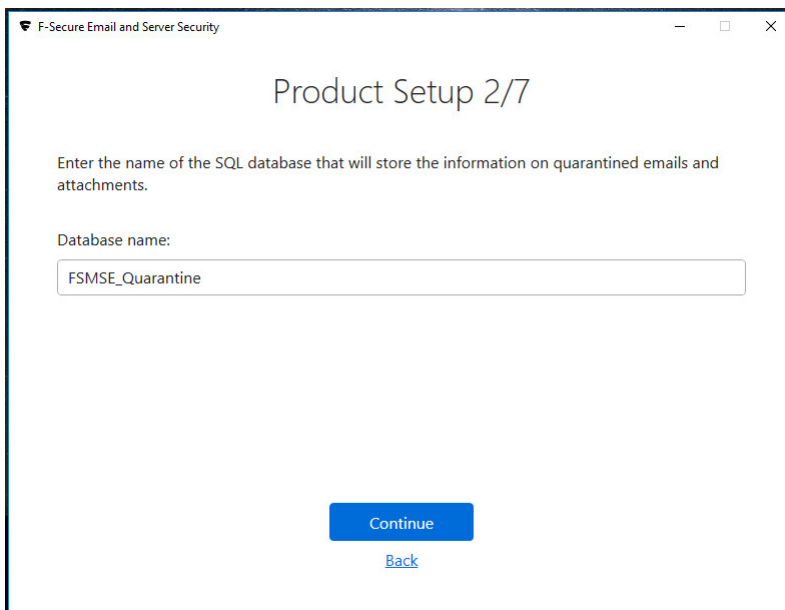 F-Secure Email and Server Security
Product Setup 2/7
Enter the name of the SQL database that will store the information on quarantined emails and
attachments.
Database name:
FSMSE_Quarantine
Continue
Back